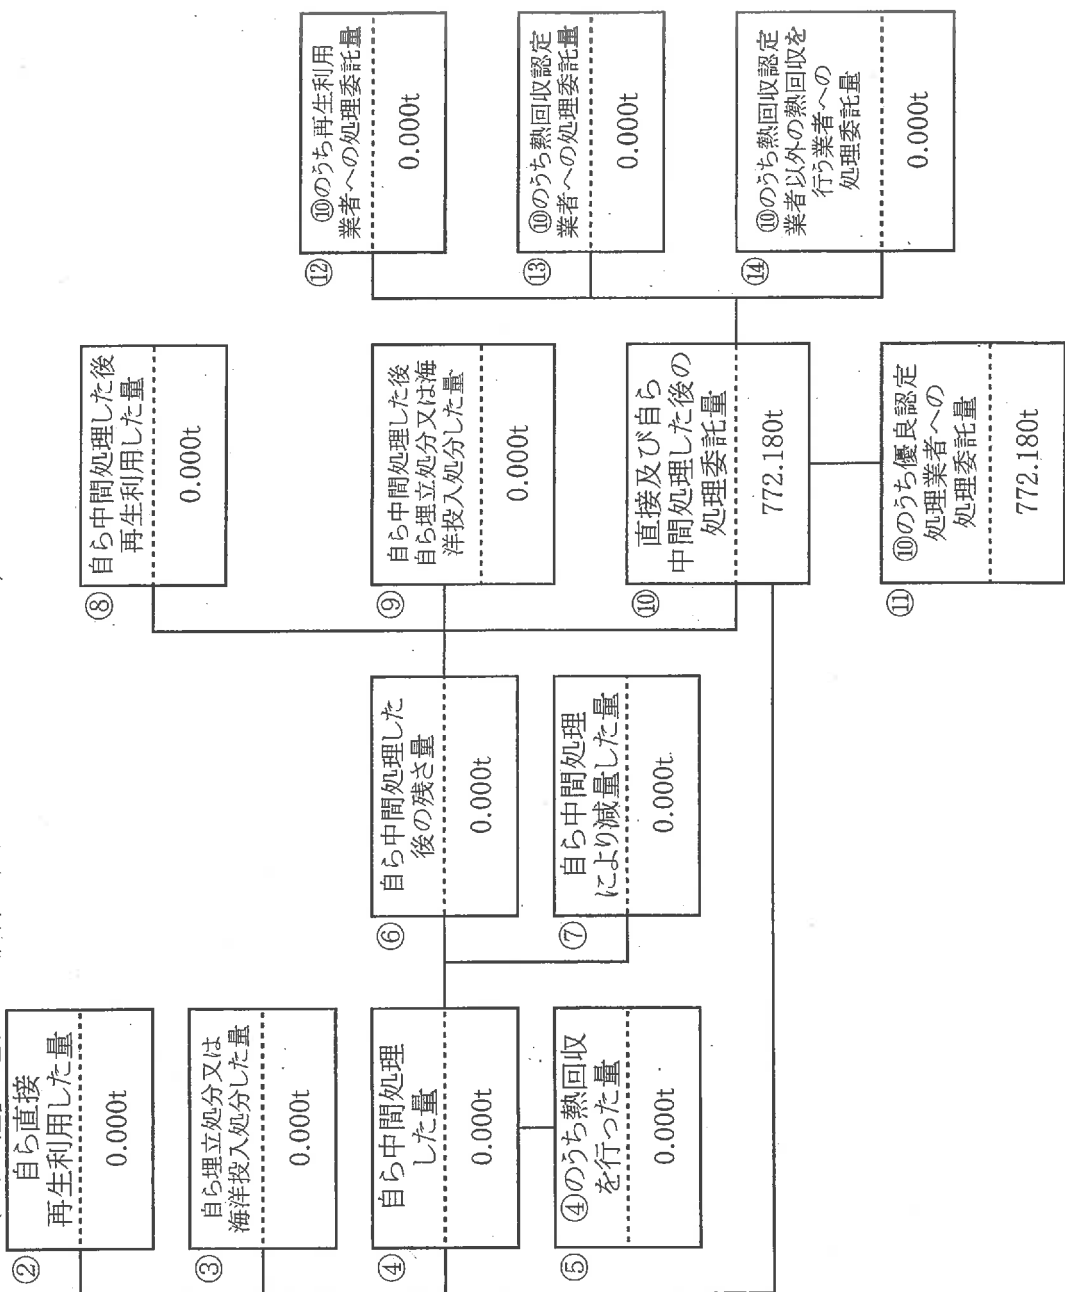 ②
自ら直接
再生利用した量
0.000t
③
自ら埋立処分又は
海洋投入処分した量
0.000t
④
自ら中間処理
した量
0.000t
⑤
④のうち熱回収
を行った量
0.000t
⑥
自ら中間処理した
後の残さ量
0.000t
⑦
自ら中間処理
により減量した量
0.000t
⑧
自ら中間処理した後
再生利用した量
0.000t
⑨
自ら中間処理した後
自ら埋立処分又は海
洋投入処分した量
0.000t
⑩
直接及び自ら
中間処理した後の
処理委託量
772.180t
⑪
⑩のうち優良認定
処理業者への
処理委託量
772.180t
⑫
⑩のうち再生利用
業者への処理委託量
0.000t
⑬
⑩のうち熱回収認定
業者への処理委託量
0.000t
⑭
⑩のうち熱回収認定
業者以外の熱回収を
行う業者への
処理委託量
0.000t